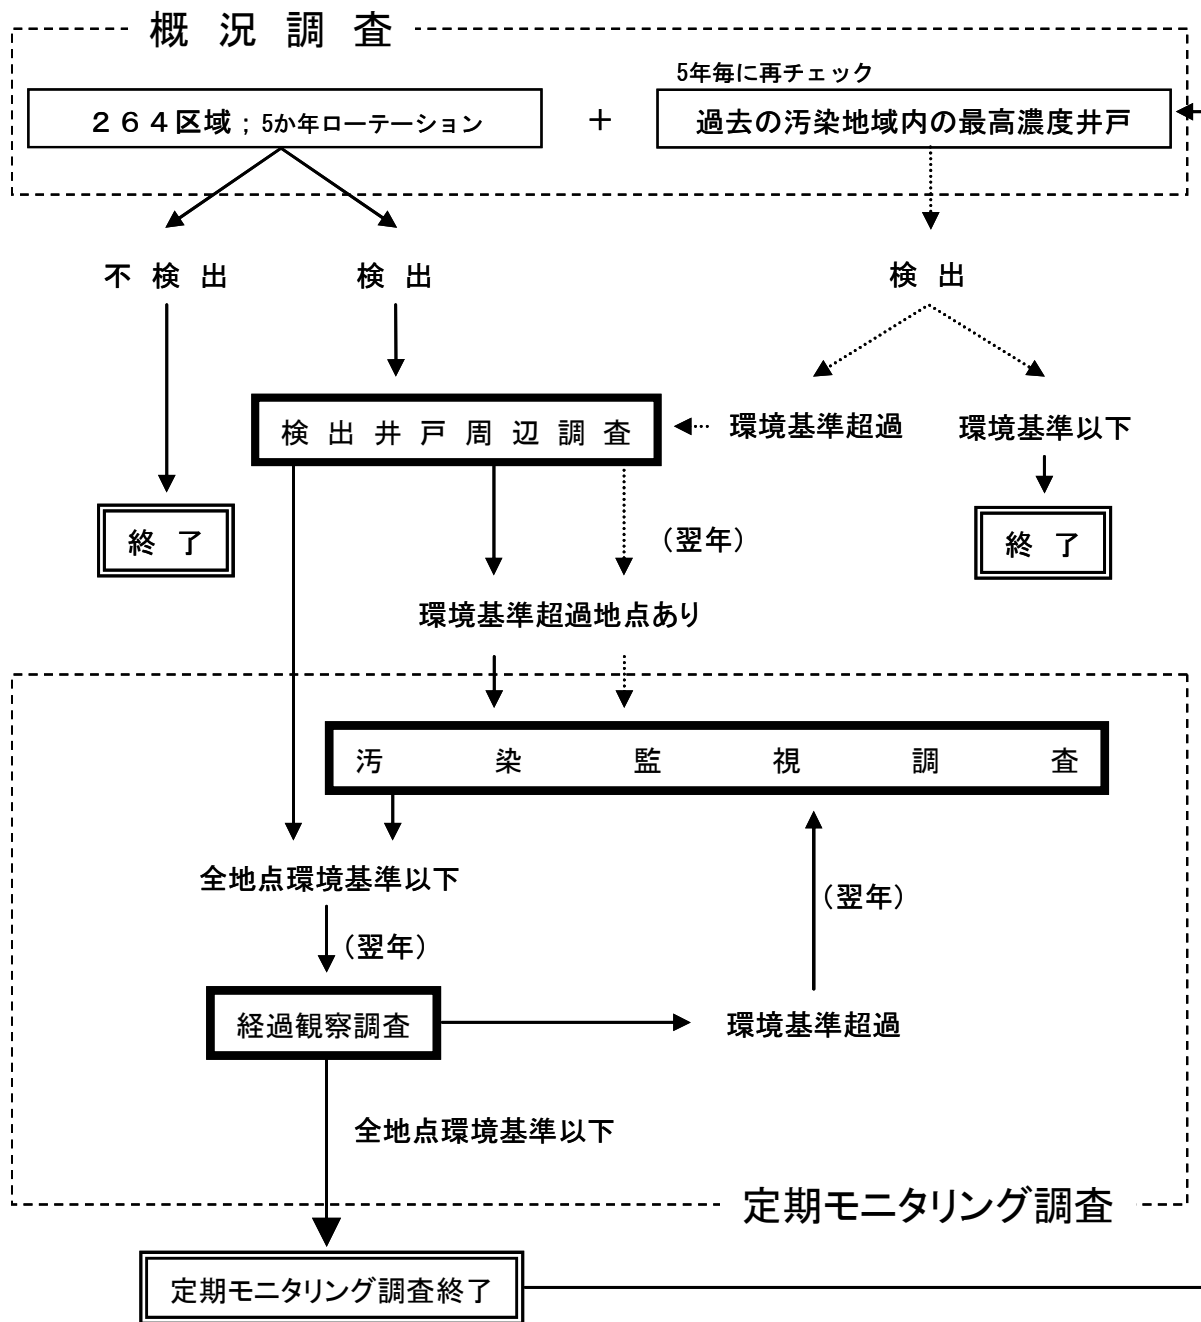 概 況 調 査
5年毎に再チェック
２６４区域；5か年ローテーション
＋
過去の汚染地域内の最高濃度井戸
不 検 出
検 出
検 出
検 出 井 戸 周 辺 調 査
環境基準超過
環境基準以下
終 了
（翌年）
終 了
環境基準超過地点あり
汚 染 監 視 調 査
全地点環境基準以下
（翌年）
（翌年）
経過観察調査
環境基準超過
全地点環境基準以下
定期モニタリング調査
定期モニタリング調査終了